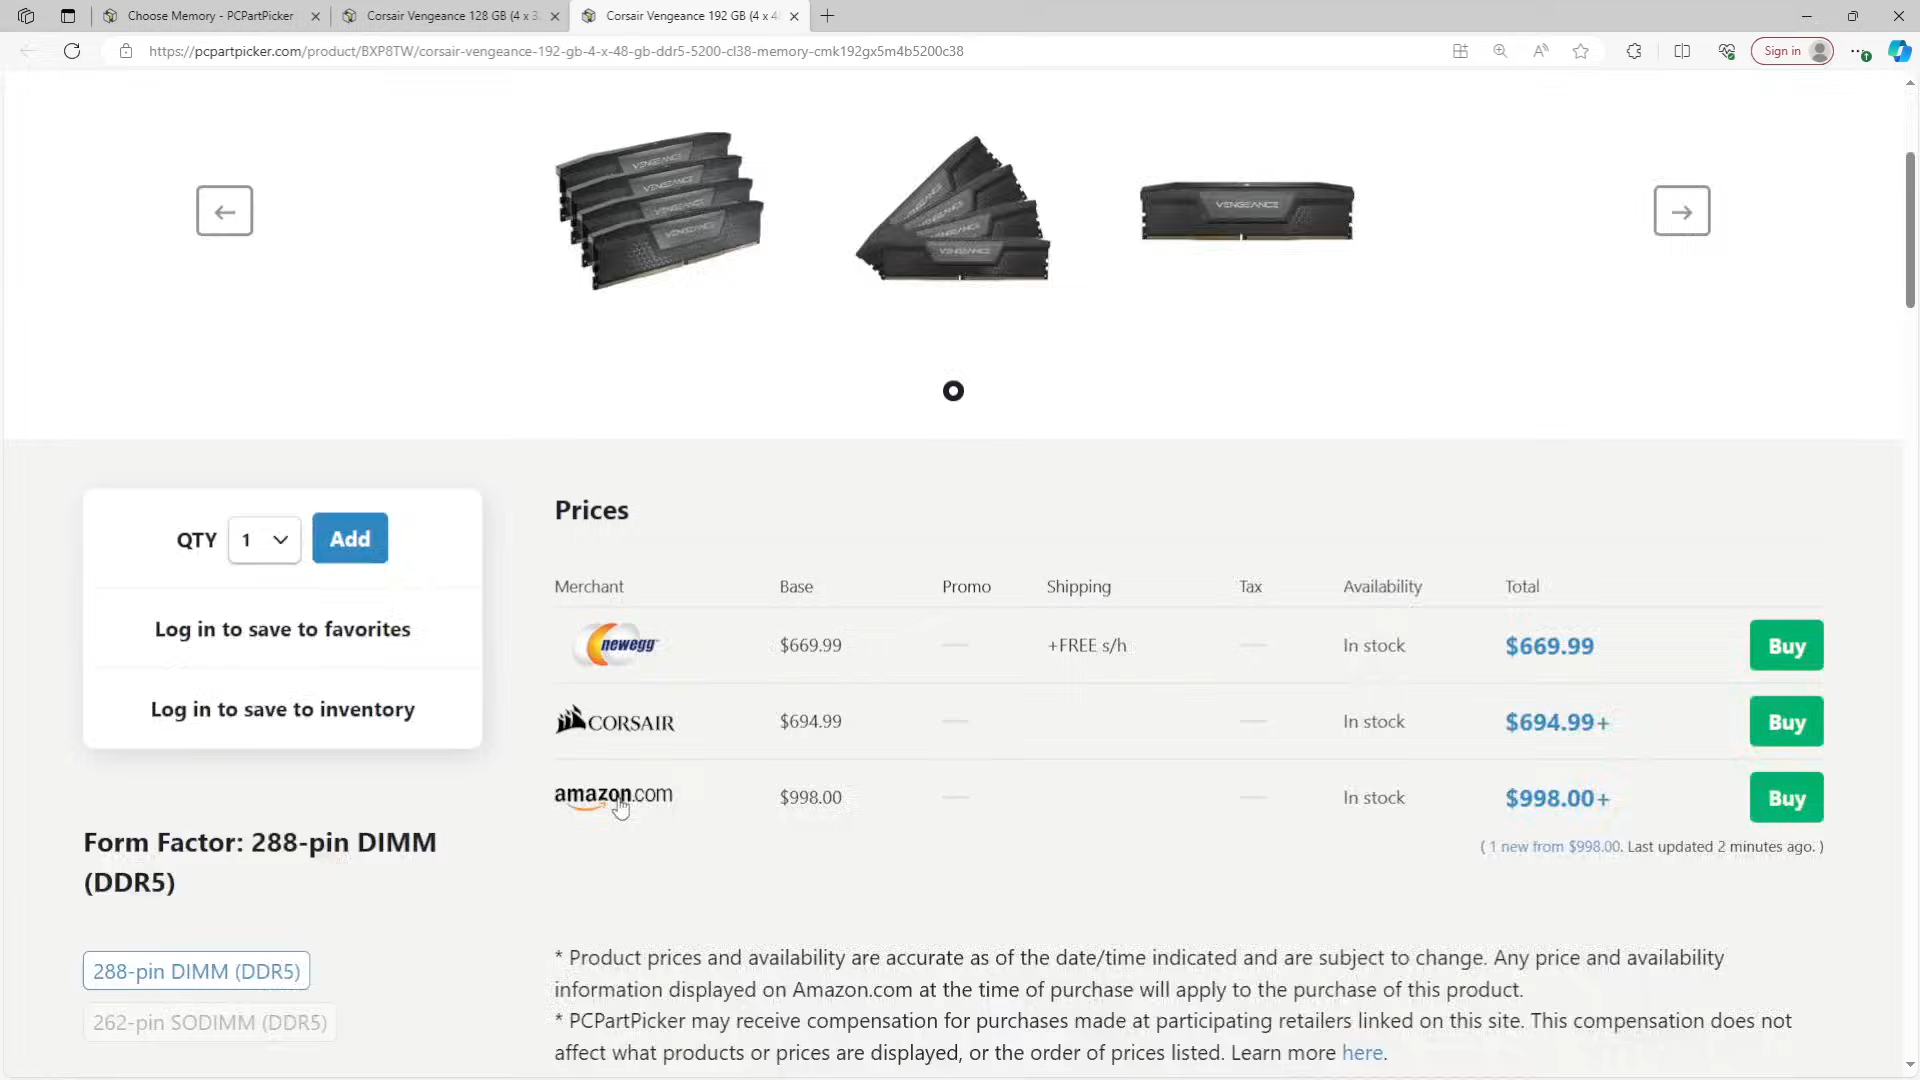 Choose Memory - PCPartPicker
Corsair Vengeance 128 GB (4 x 3
Corsair Vengeance 192 GB (4 x 4
https://pcpartpicker.com/product/BXP8TW/corsair-vengeance-192-gb-4-x-48-gb-ddr5-5200-cl38-memory-cmk192gx5m4b5200c38
Sign in
VENGEANCE
VENGEANCE
VENGEANCE
VENGEANCE
VENGEANCE
VENGEANCE
VENGEANCE
VENGEANCE
VENGEANCE
QTY 1 Add
Log in to save to favorites
Log in to save to inventory
Form Factor: 288-pin DIMM
(DDR5)
288-pin DIMM (DDR5)
262-pin SODIMM (DDR5)
Prices
Merchant Base Promo Shipping Tax Availability Total
newegg $669.99 — +FREE s/h — In stock $669.99 Buy
CORSAIR $694.99 — — In stock $694.99+ Buy
amazon.com $998.00 — — In stock $998.00+ Buy
( 1 new from $998.00. Last updated 2 minutes ago. )
* Product prices and availability are accurate as of the date/time indicated and are subject to change. Any price and availability
information displayed on Amazon.com at the time of purchase will apply to the purchase of this product.
* PCPartPicker may receive compensation for purchases made at participating retailers linked on this site. This compensation does not
affect what products or prices are displayed, or the order of prices listed. Learn more here.